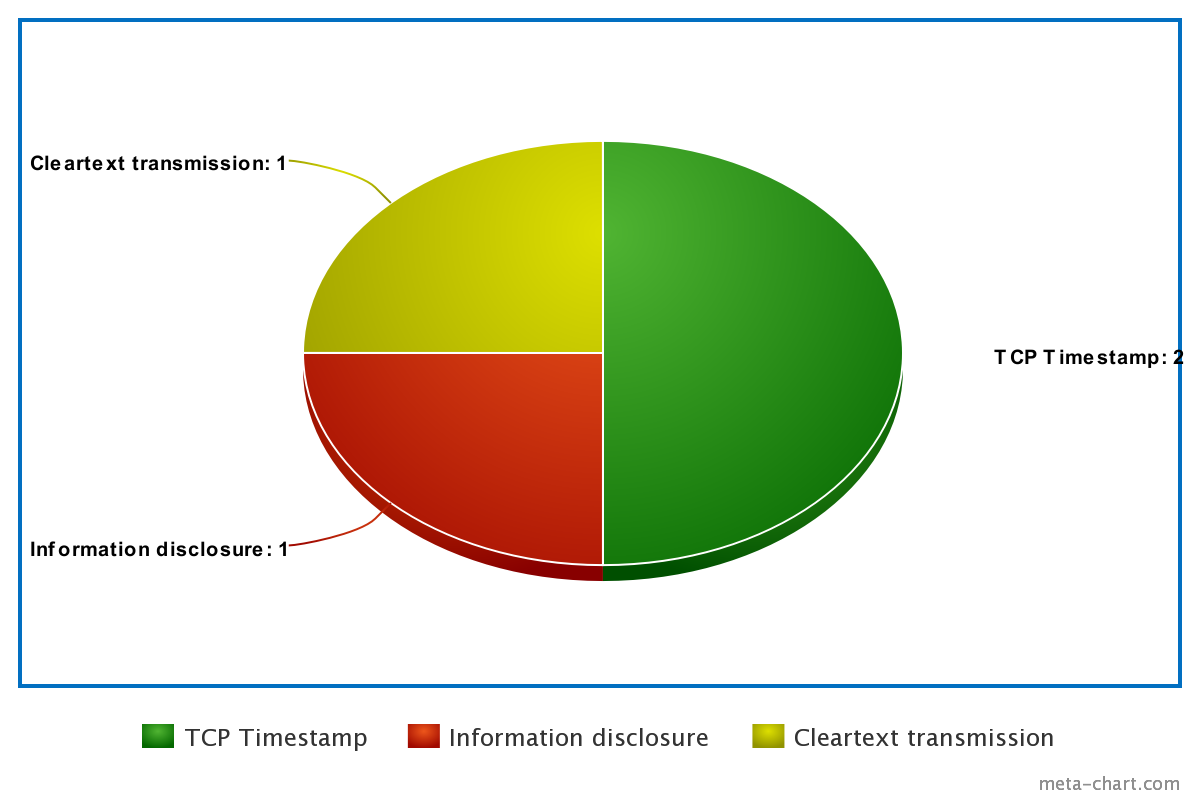 Cleartext transmission: 1
TCP Timestamp: 2
Information disclosure: 1
TCP Timestamp
Information disclosure
Cleartext transmission
meta-chart.com